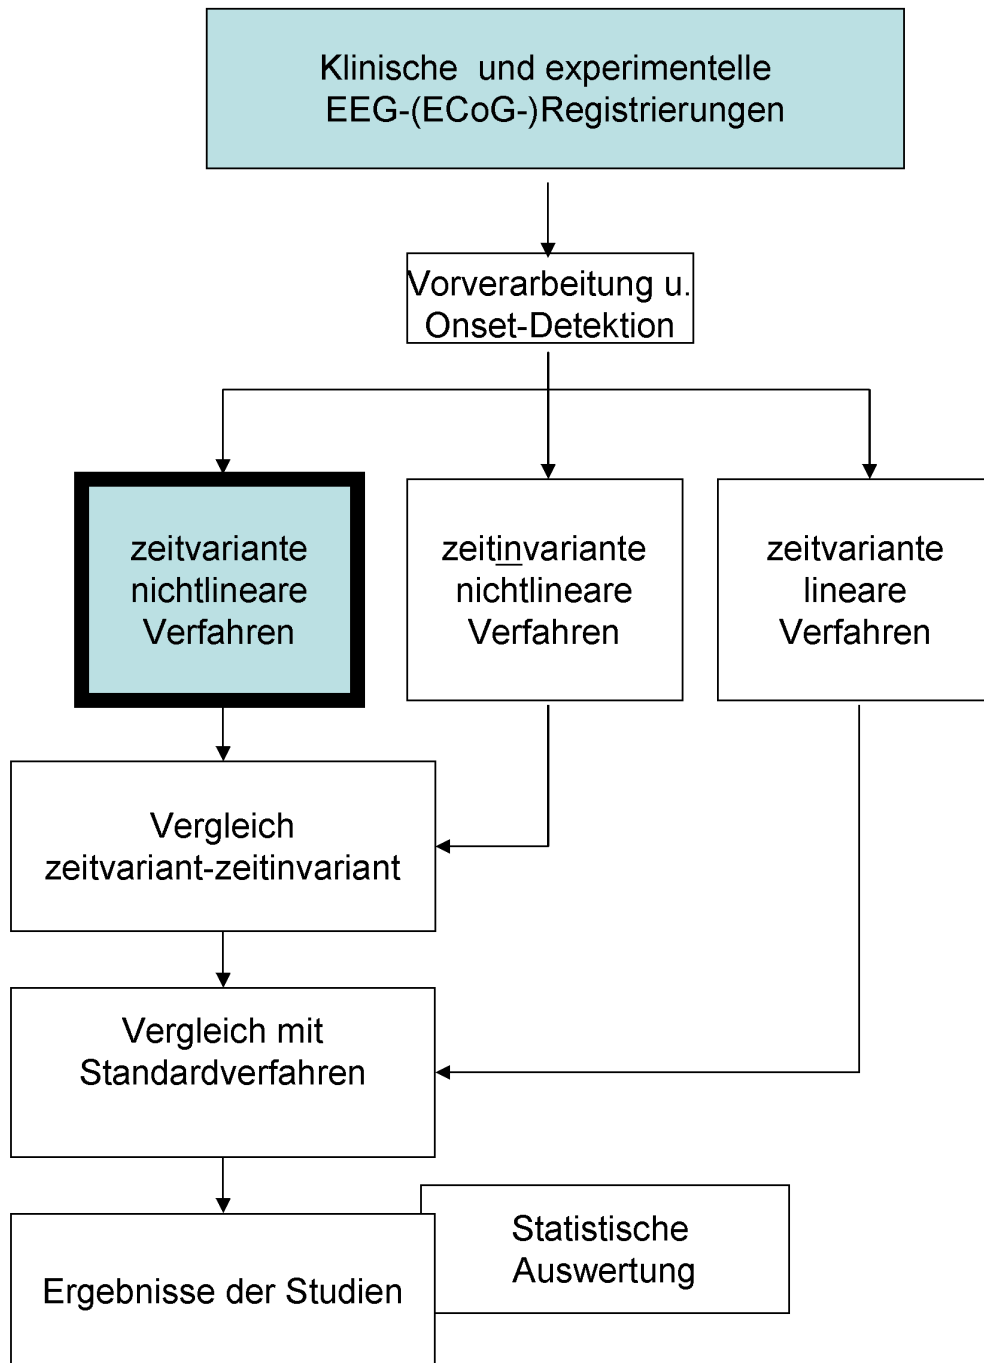 Klinische und experimentelle
EEG-(ECoG-)Registrierungen
Vorverarbeitung u.
Onset-Detektion
zeitvariante
nichtlineare
Verfahren
zeitinvariante
nichtlineare
Verfahren
zeitvariante
lineare
Verfahren
Vergleich
zeitvariant-zeitinvariant
Vergleich mit
Standardverfahren
Statistische
Auswertung
Ergebnisse der Studien